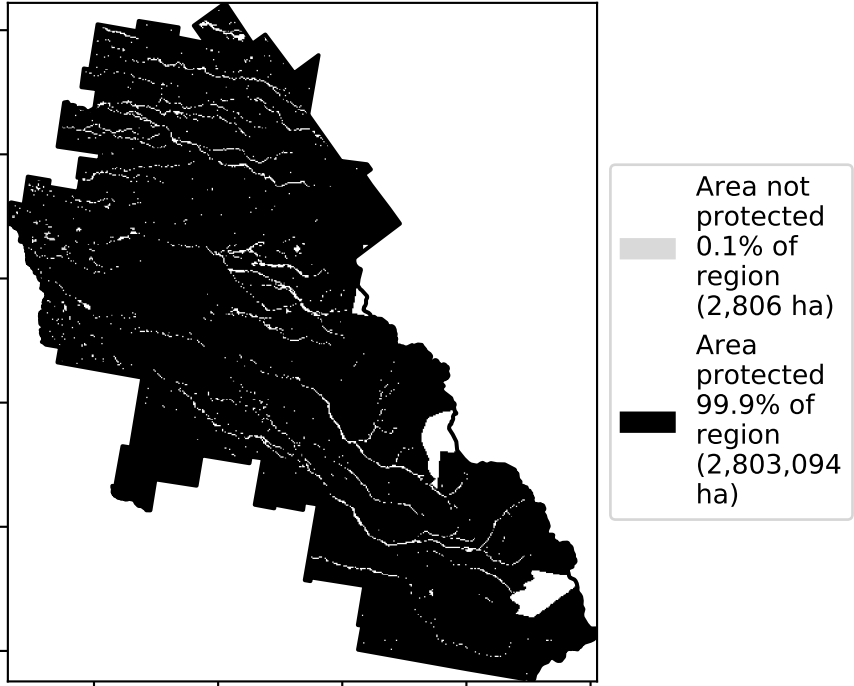 Area not
protected
0.1% of
region
(2,806 ha)
Area
protected
99.9% of
region
(2,803,094
ha)